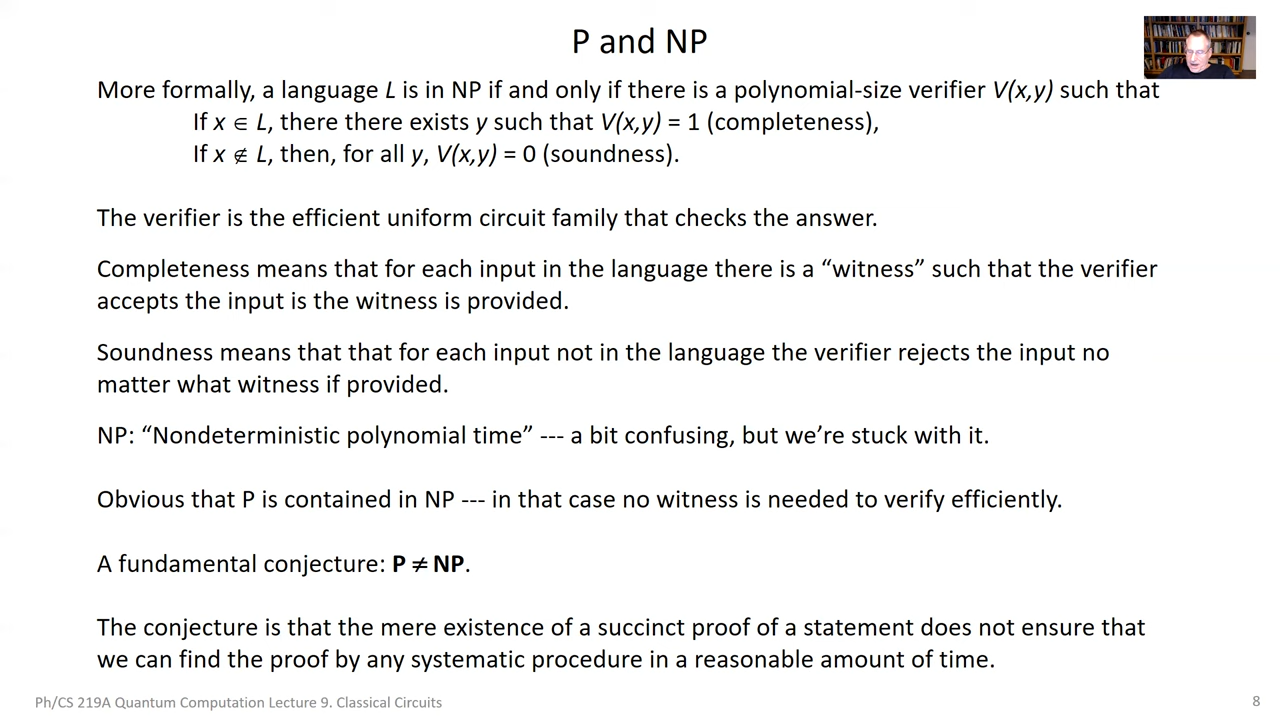 P and NP
More formally, a language L is in NP if and only if there is a polynomial-size verifier V(x,y) such that
If x ∈ L, there there exists y such that V(x,y) = 1 (completeness),
If x ∉ L, then, for all y, V(x,y) = 0 (soundness).
The verifier is the efficient uniform circuit family that checks the answer.
Completeness means that for each input in the language there is a “witness” such that the verifier
accepts the input is the witness is provided.
Soundness means that that for each input not in the language the verifier rejects the input no
matter what witness if provided.
NP: “Nondeterministic polynomial time” --- a bit confusing, but we’re stuck with it.
Obvious that P is contained in NP --- in that case no witness is needed to verify efficiently.
A fundamental conjecture: P ≠ NP.
The conjecture is that the mere existence of a succinct proof of a statement does not ensure that
we can find the proof by any systematic procedure in a reasonable amount of time.
Ph/CS 219A Quantum Computation Lecture 9. Classical Circuits
8